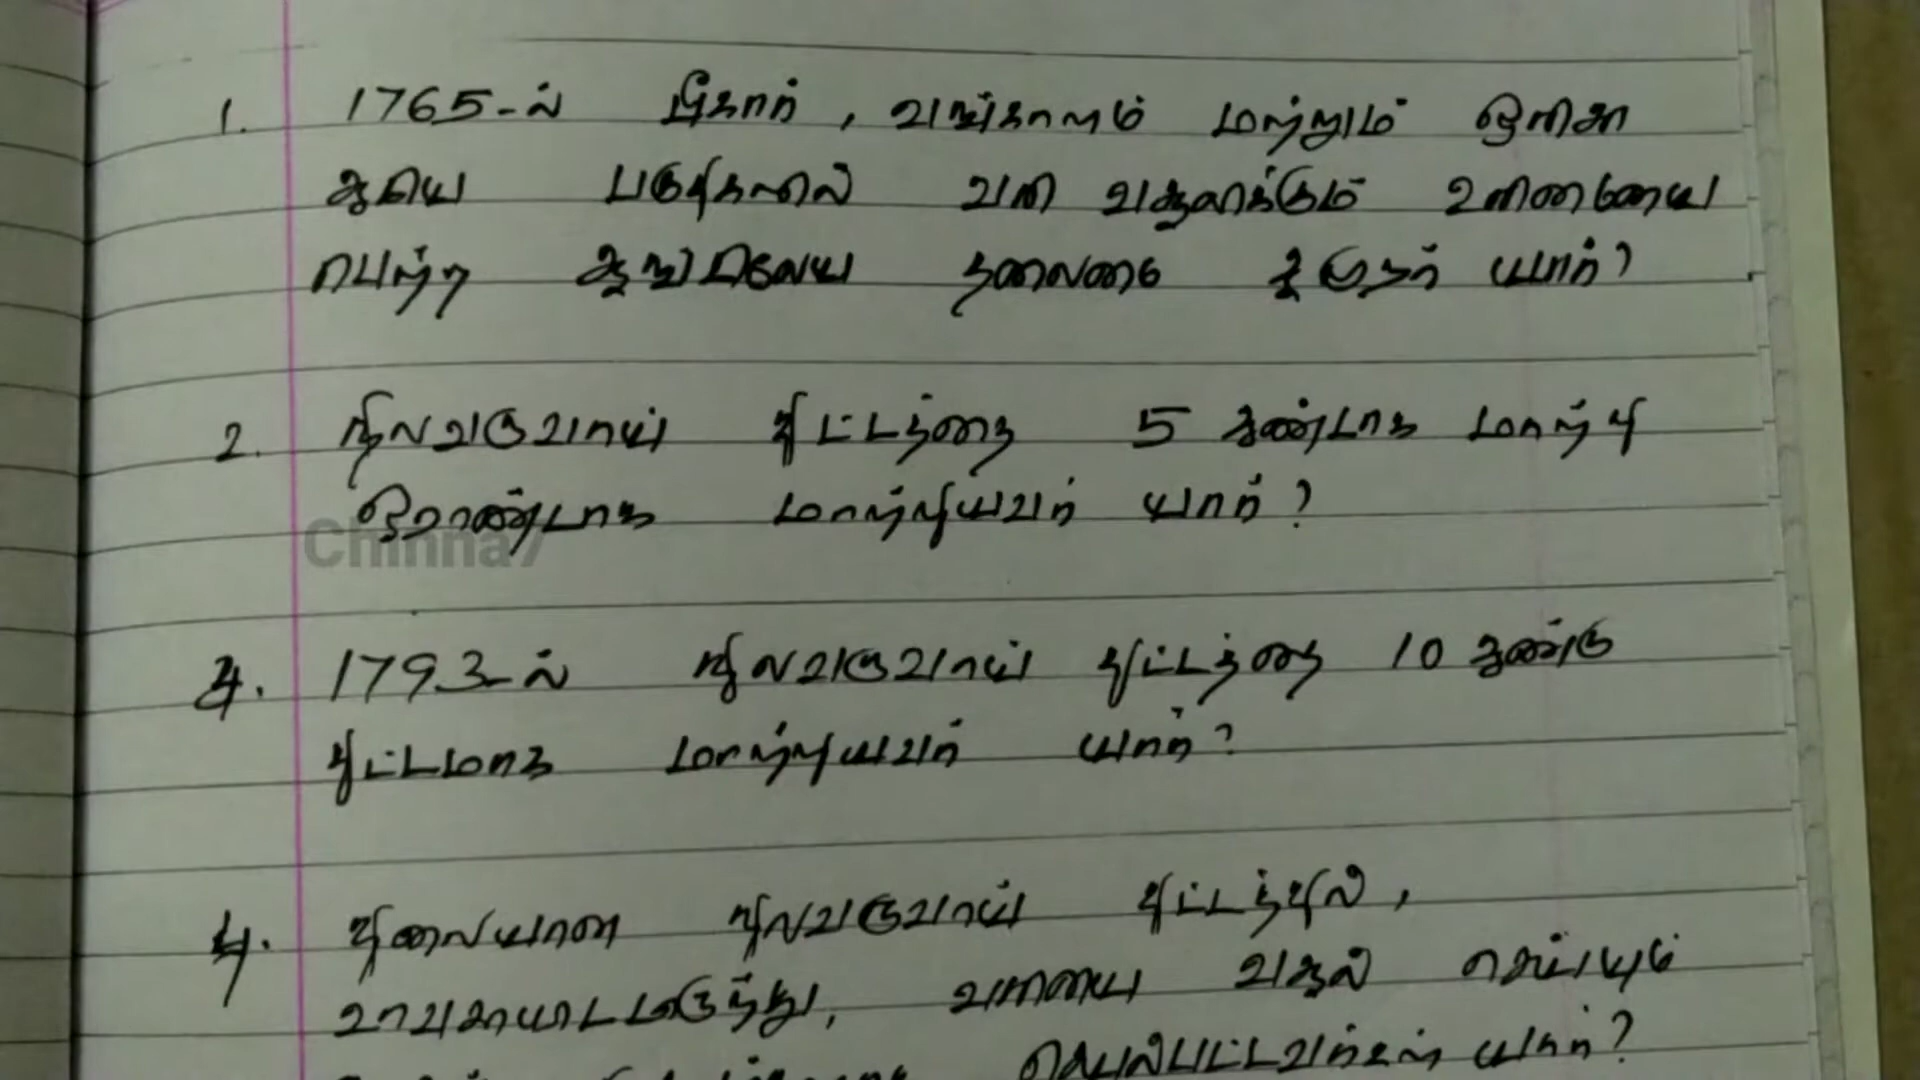 1. 1765-ல் பீகார், வங்காளம் மற்றும் ஒரிசா
ஆகிய பகுதிகளில் வரி வசூலிக்கும் உரிமையை
பெற்ற ஆங்கிலேய தலைமை ஆளுநர் யார்?
2. நிலவருவாய் திட்டத்தை 5 ஆண்டாக மாற்றி
ஓராண்டாக மாற்றியவர் யார்?
Chinna7
3. 1793-ல் நிலவருவாய் திட்டத்தை 10 ஆண்டு
திட்டமாக மாற்றியவர் யார்?
4. நிலையான நிலவருவாய் திட்டத்தில்,
விவசாயிடமிருந்து, வரியை வசூல் செய்யும்
செயல்பட்டவர்கள் யார்?